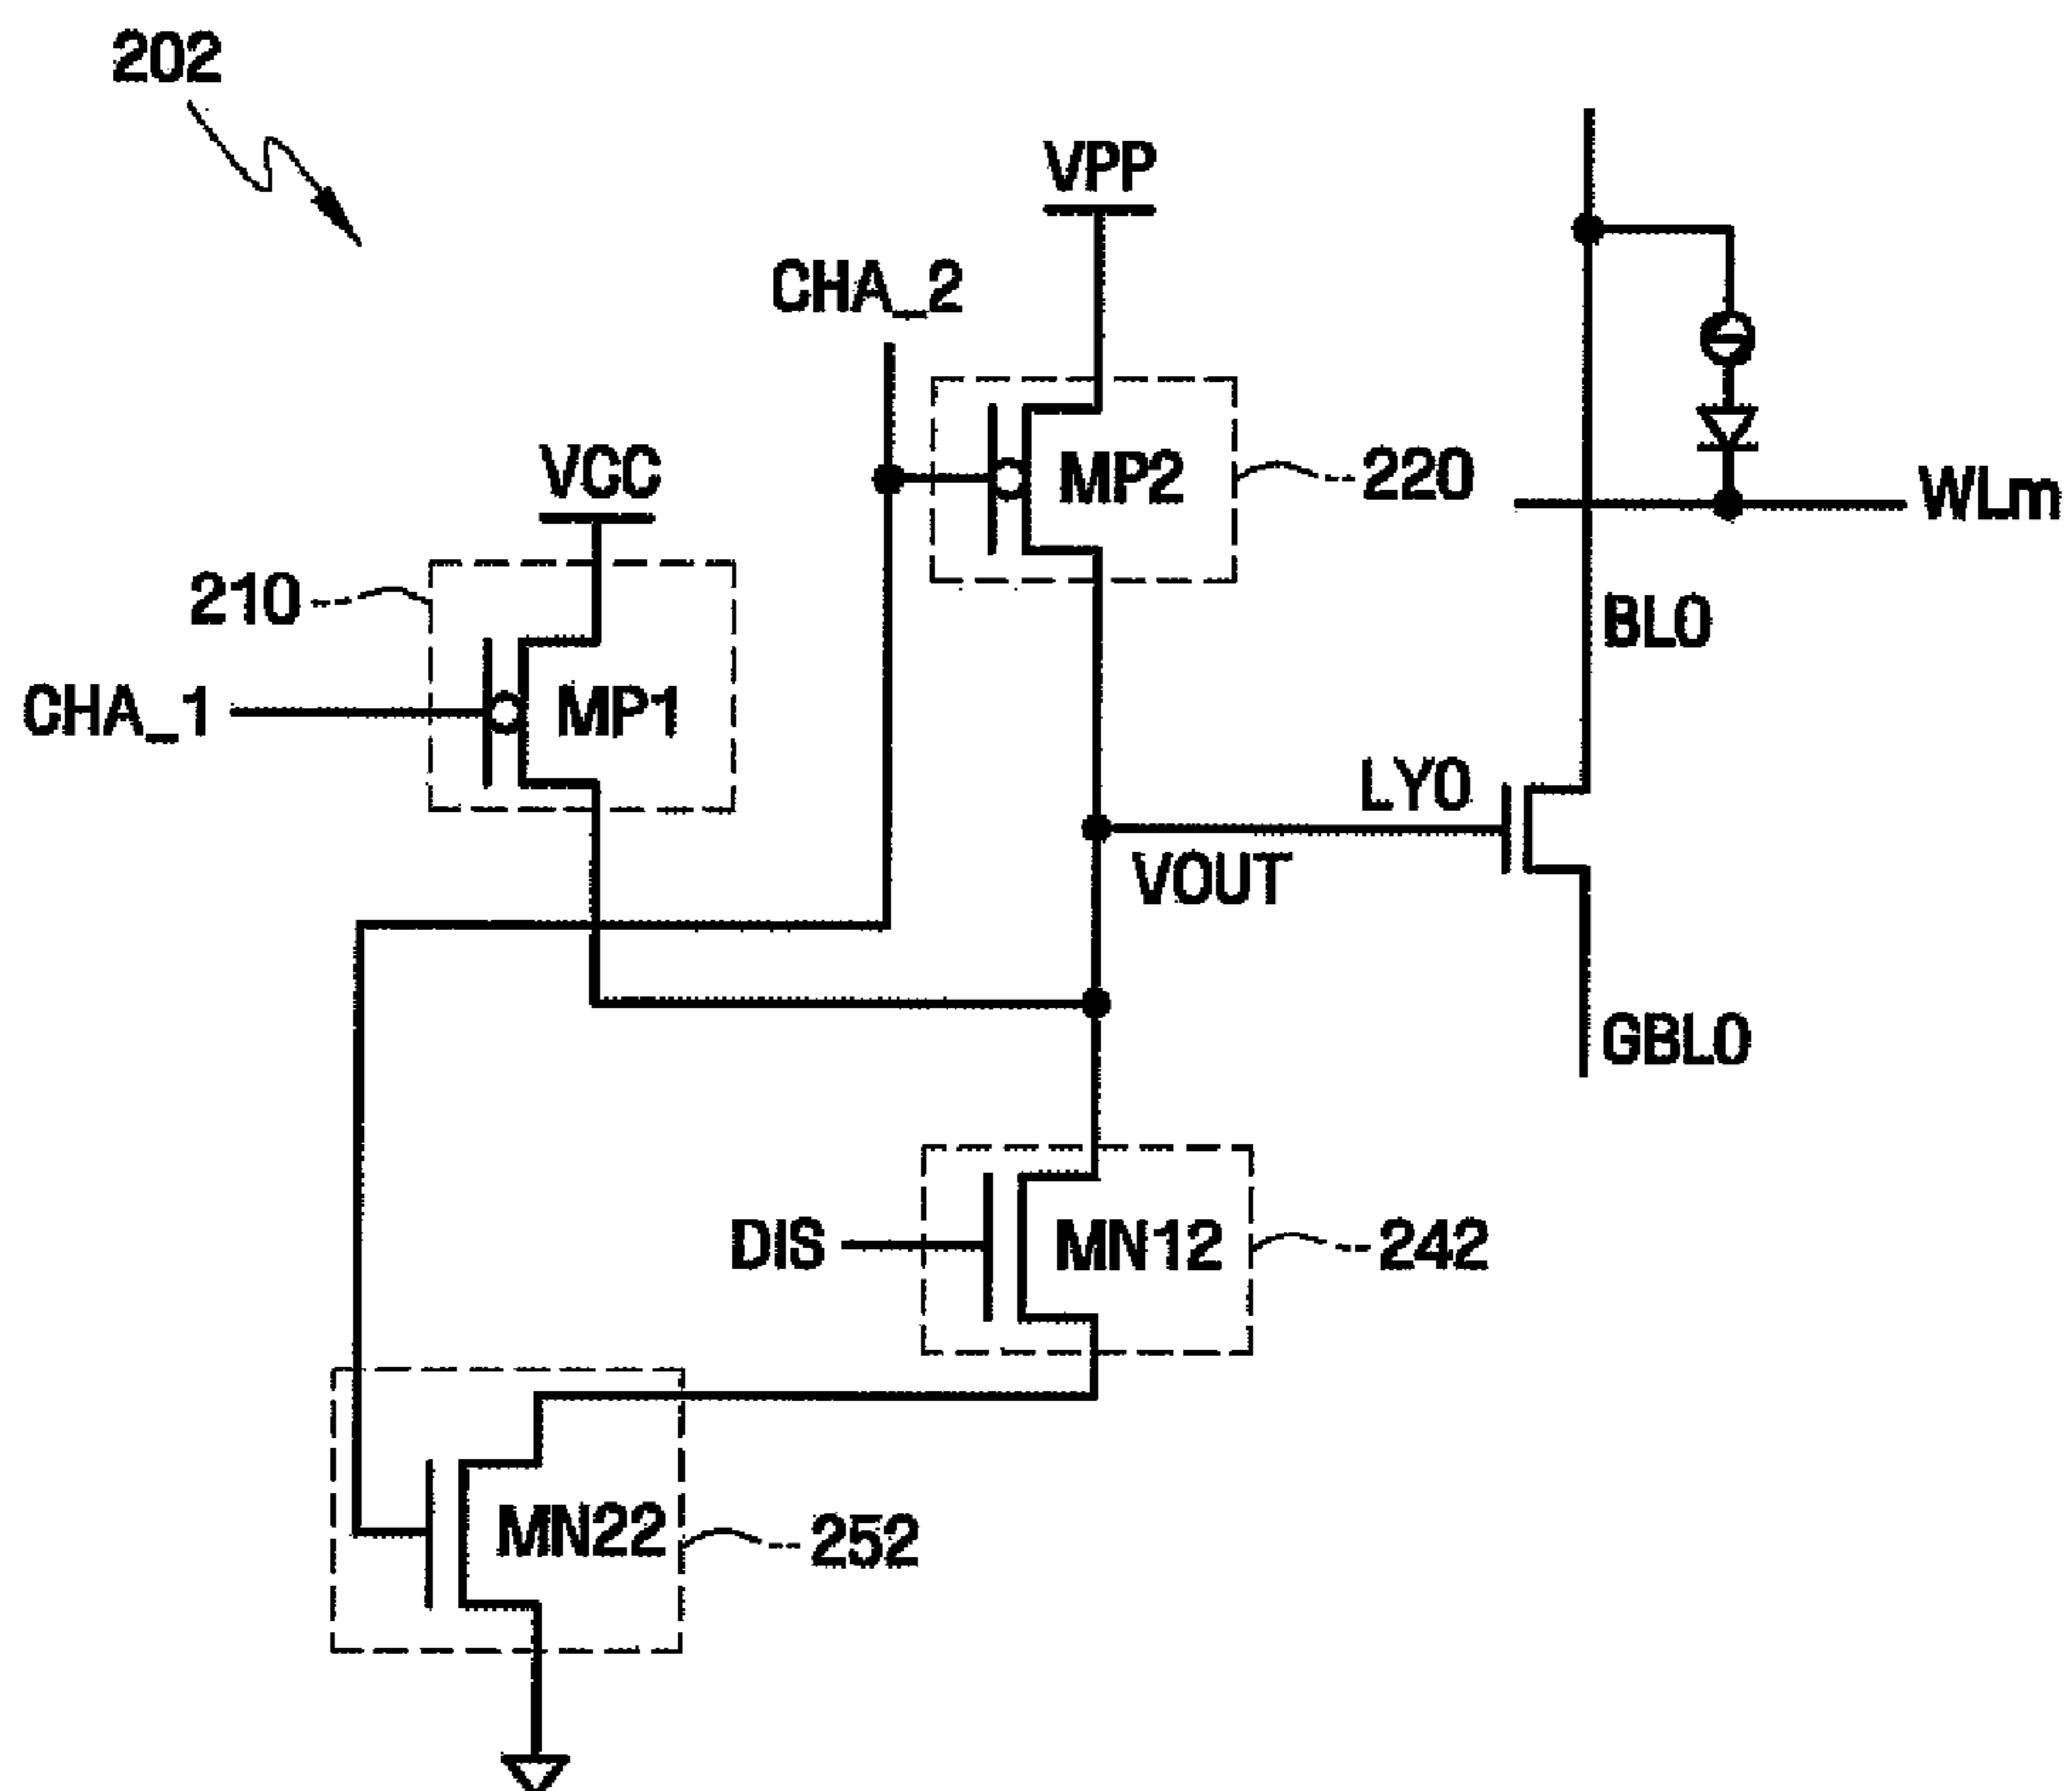 202
VPP
CHA_2
VCC
MP2
220
WLm
210
BL0
CHA_1
MP1
LY0
VOUT
GBL0
DIS
MN12
242
MN22
252